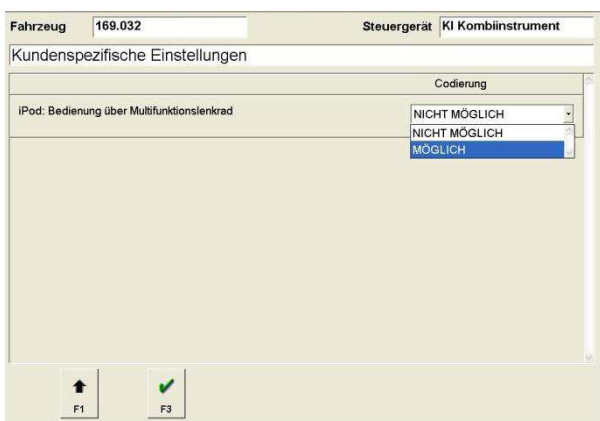 Fahrzeug 169.032 Steuergerät KI Kombiinstrument
Kundenspezifische Einstellungen
Codierung
iPod: Bedienung über Multifunktionslenkrad NICHT MÖGLICH
NICHT MÖGLICH
MÖGLICH
F1 F3